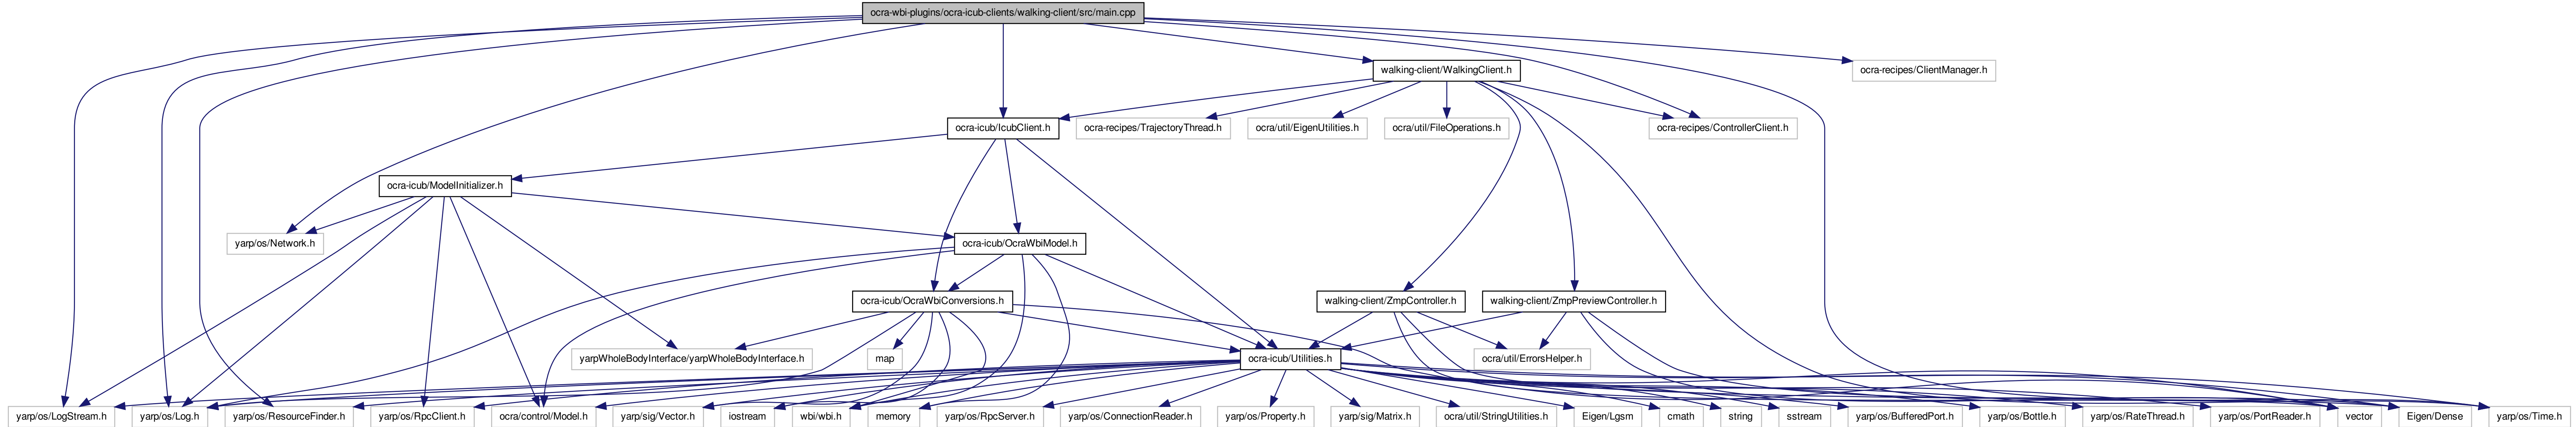 ocra-wbi-plugins/ocra-icub-clients/walking-client/src/main.cpp
walking-client/WalkingClient.h
ocra-recipes/ClientManager.h
ocra-icub/IcubClient.h
ocra-recipes/TrajectoryThread.h
ocra/util/EigenUtilities.h
ocra/util/FileOperations.h
ocra-recipes/ControllerClient.h
ocra-icub/ModelInitializer.h
yarp/os/Network.h
ocra-icub/OcraWbiModel.h
ocra-icub/OcraWbiConversions.h
walking-client/ZmpController.h
walking-client/ZmpPreviewController.h
yarpWholeBodyInterface/yarpWholeBodyInterface.h
map
ocra-icub/Utilities.h
ocra/util/ErrorsHelper.h
yarp/os/LogStream.h
yarp/os/Log.h
yarp/os/ResourceFinder.h
yarp/os/RpcClient.h
ocra/control/Model.h
yarp/sig/Vector.h
iostream
wbi/wbi.h
memory
yarp/os/RpcServer.h
yarp/os/ConnectionReader.h
yarp/os/Property.h
yarp/sig/Matrix.h
ocra/util/StringUtilities.h
Eigen/Lgsm
cmath
string
sstream
yarp/os/BufferedPort.h
yarp/os/Bottle.h
yarp/os/RateThread.h
yarp/os/PortReader.h
vector
Eigen/Dense
yarp/os/Time.h